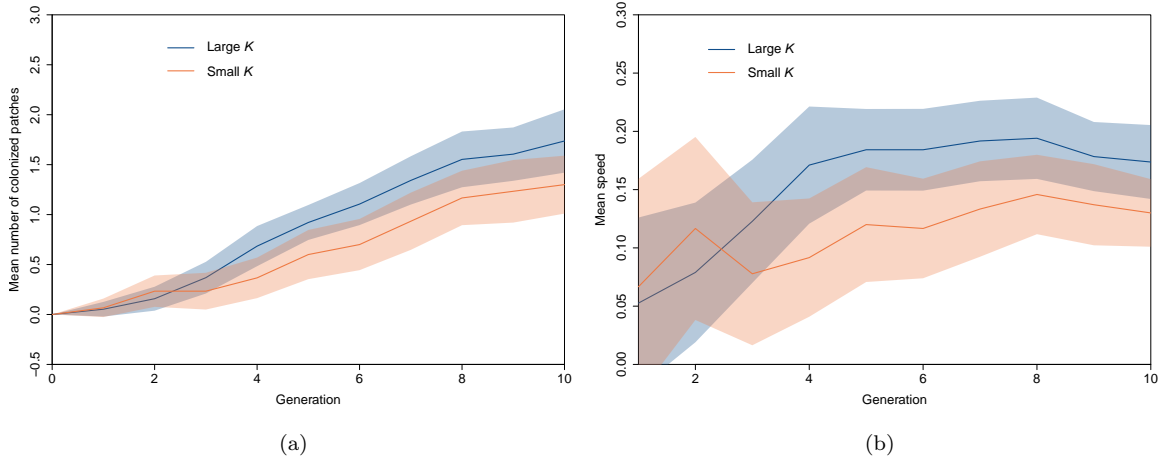 3.0
2.5
2.0
1.5
1.0
0.5
0.0
−0.5
Mean number of colonized patches
Large K
Small K
0 2 4 6 8 10
Generation
(a)
0.30
0.25
0.20
0.15
0.10
0.05
0.00
Mean speed
Large K
Small K
2 4 6 8 10
Generation
(b)